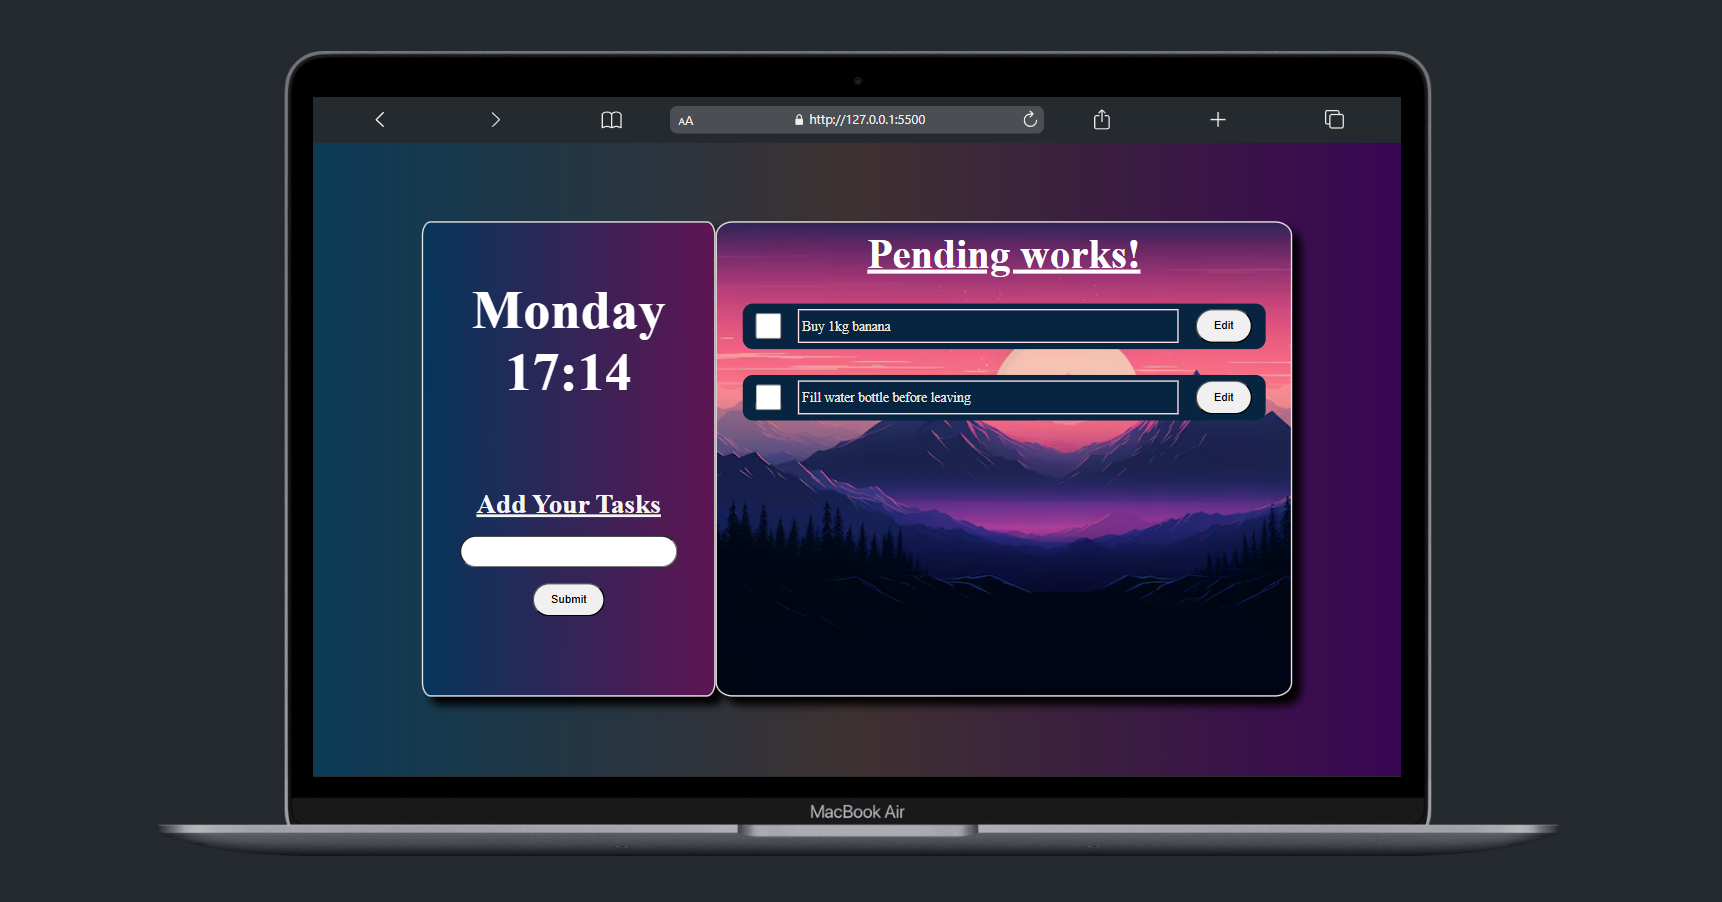 AA
http://127.0.0.1:5500
Monday
17:14
Add Your Tasks
Submit
Pending works!
Buy 1kg banana
Edit
Fill water bottle before leaving
Edit
MacBook Air